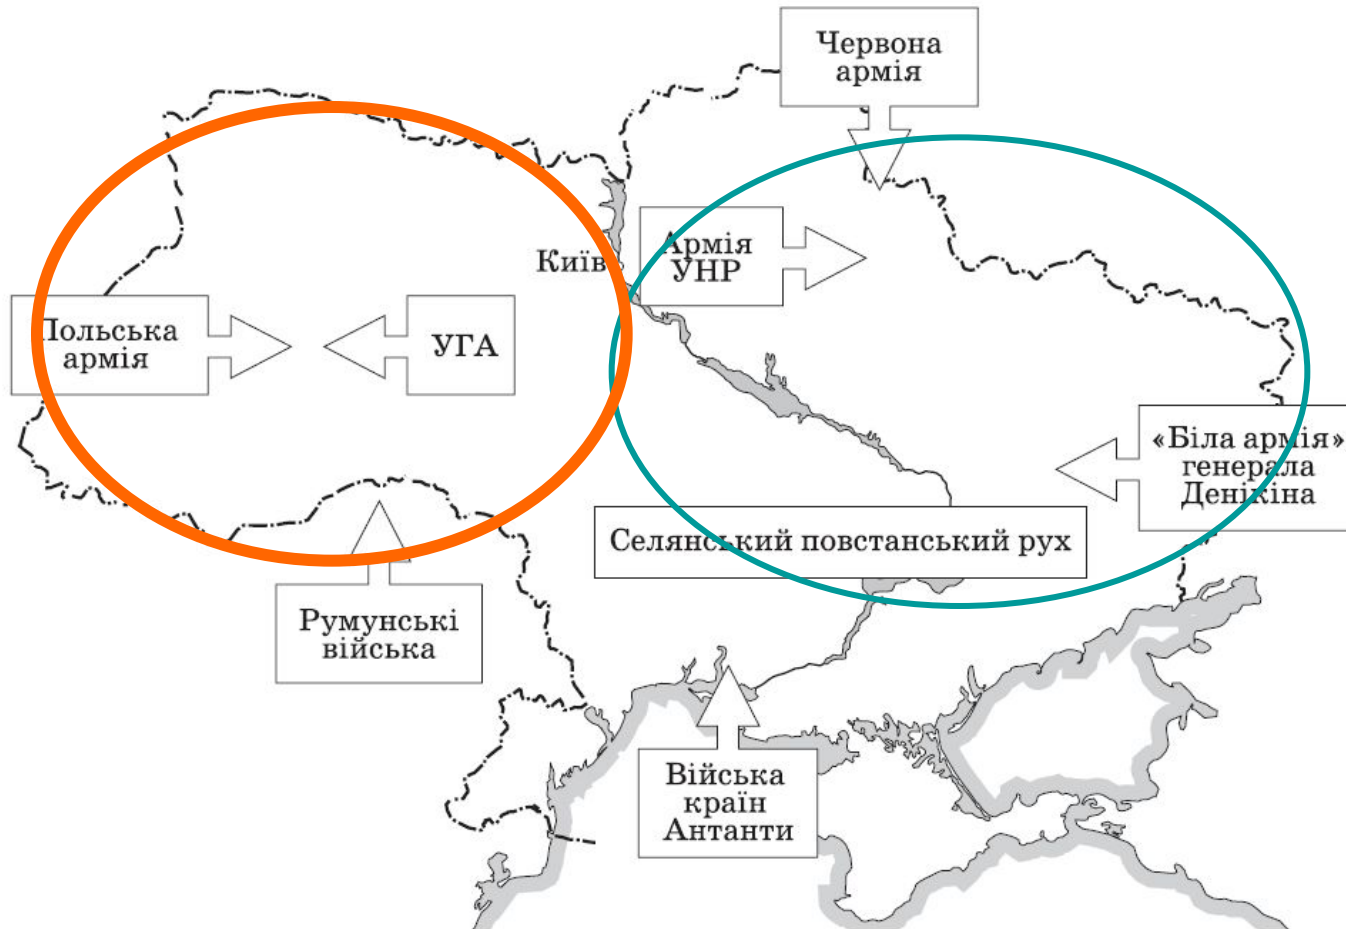 Червона
армія
Армія
УНР
Київ
Польська
армія
УГА
«Біла армія»
генерала
Денікіна
Селянський повстанський рух
Румунські
війська
Війська
країн
Антанти